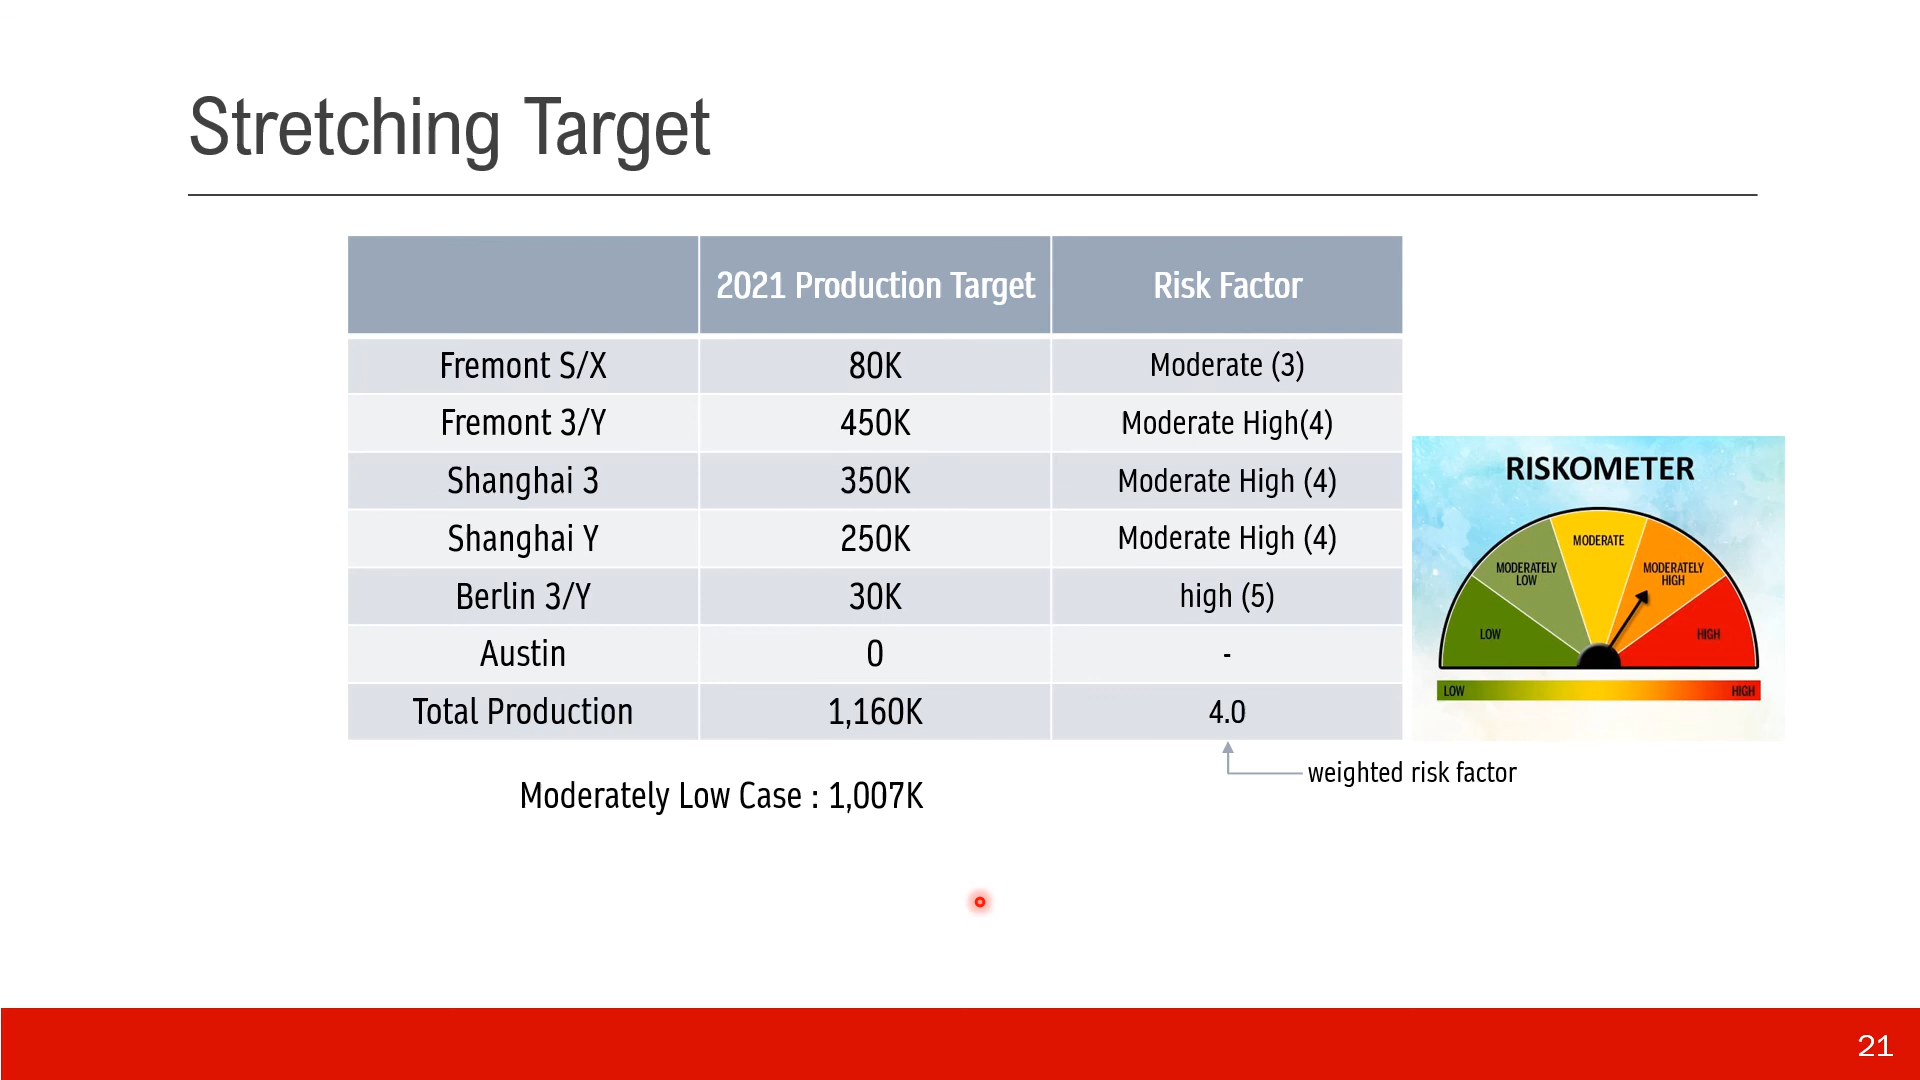 Stretching Target
2021 Production Target Risk Factor
Fremont S/X 80K Moderate (3)
Fremont 3/Y 450K Moderate High(4)
Shanghai 3 350K Moderate High (4)
Shanghai Y 250K Moderate High (4)
Berlin 3/Y 30K high (5)
Austin 0 -
Total Production 1,160K 4.0
weighted risk factor
Moderately Low Case : 1,007K
RISKOMETER
MODERATE
MODERATELY
LOW
MODERATELY
HIGH
LOW
HIGH
LOW HIGH
21